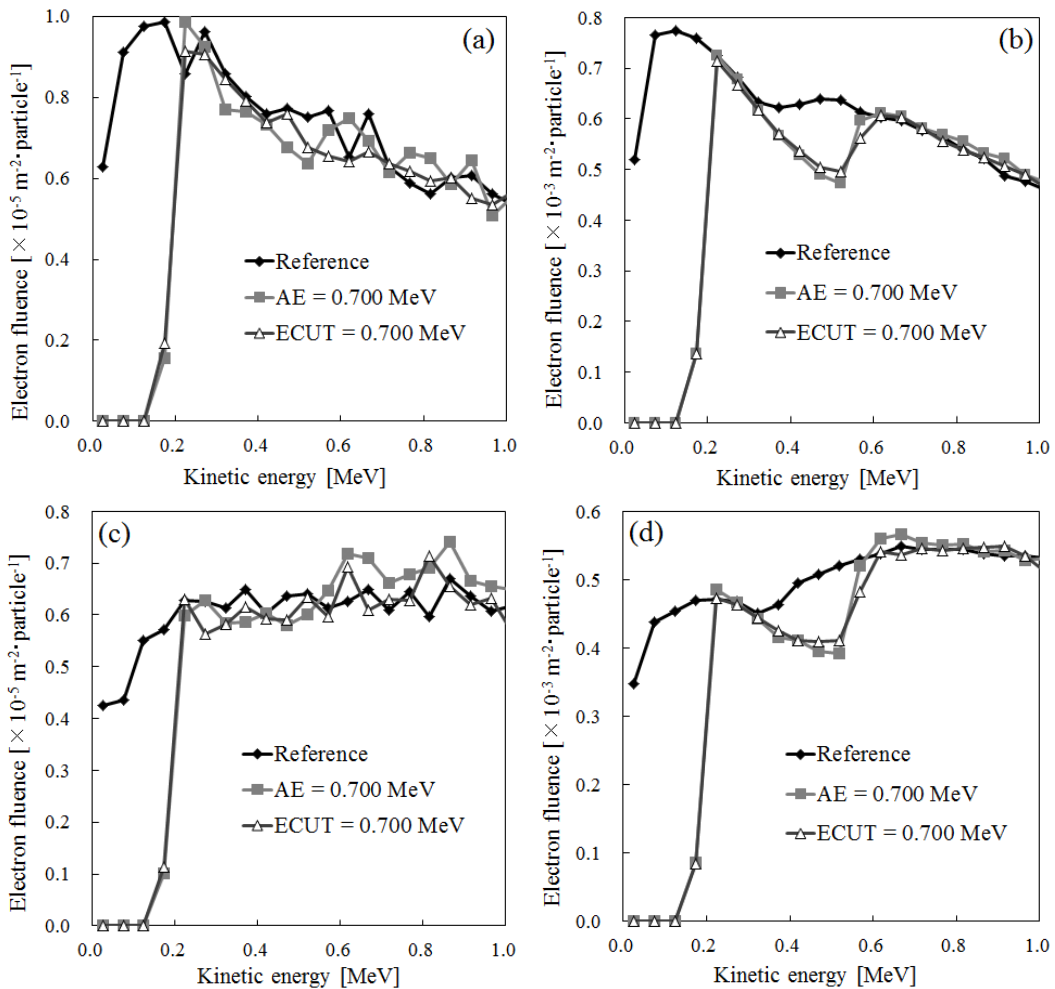 (a)
Electron fluence [×10-5 m-2·particle-1]
1.0
0.8
0.6
0.4
0.2
0.0
Reference
AE = 0.700 MeV
ECUT = 0.700 MeV
0.0 0.2 0.4 0.6 0.8 1.0
Kinetic energy [MeV]
(b)
Electron fluence [×10-3 m-2·particle-1]
0.8
0.7
0.6
0.5
0.4
0.3
0.2
0.1
0.0
Reference
AE = 0.700 MeV
ECUT = 0.700 MeV
0.0 0.2 0.4 0.6 0.8 1.0
Kinetic energy [MeV]
(c)
Electron fluence [×10-5 m-2·particle-1]
0.8
0.7
0.6
0.5
0.4
0.3
0.2
0.1
0.0
Reference
AE = 0.700 MeV
ECUT = 0.700 MeV
0.0 0.2 0.4 0.6 0.8 1.0
Kinetic energy [MeV]
(d)
Electron fluence [×10-3 m-2·particle-1]
0.6
0.5
0.4
0.3
0.2
0.1
0.0
Reference
AE = 0.700 MeV
ECUT = 0.700 MeV
0.0 0.2 0.4 0.6 0.8 1.0
Kinetic energy [MeV]